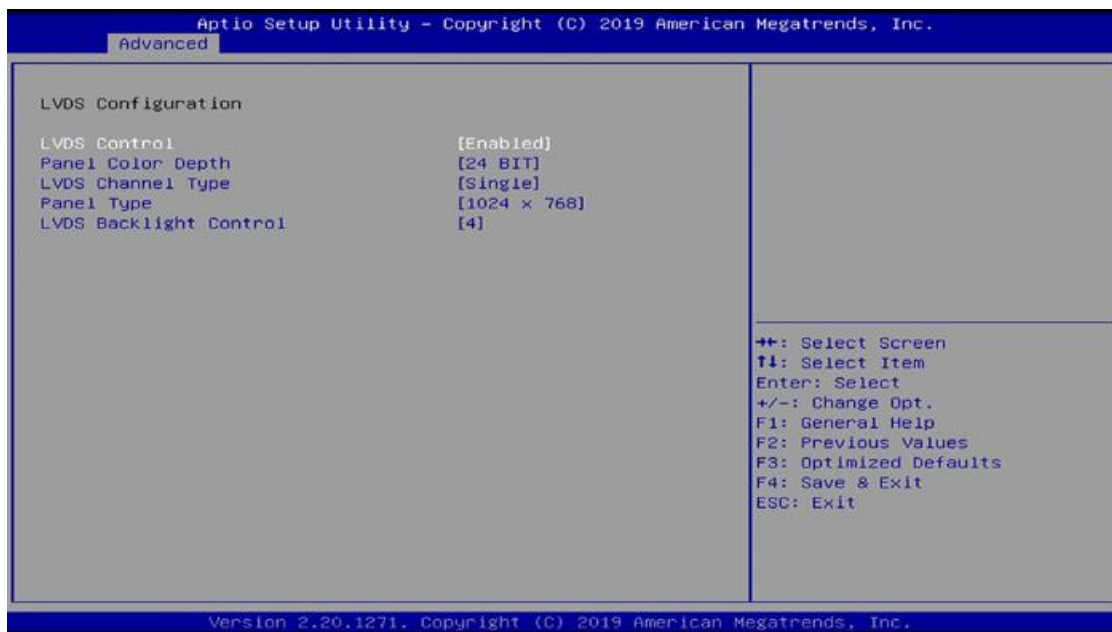 Aptio Setup Utility – Copyright (C) 2019 American Megatrends, Inc.
Advanced
LVDS Configuration
LVDS Control [Enabled]
Panel Color Depth [24 BIT]
LVDS Channel Type [Single]
Panel Type [1024 x 768]
LVDS Backlight Control [4]
→←: Select Screen
↑↓: Select Item
Enter: Select
+/-: Change Opt.
F1: General Help
F2: Previous Values
F3: Optimized Defaults
F4: Save & Exit
ESC: Exit
Version 2.20.1271. Copyright (C) 2019 American Megatrends, Inc.